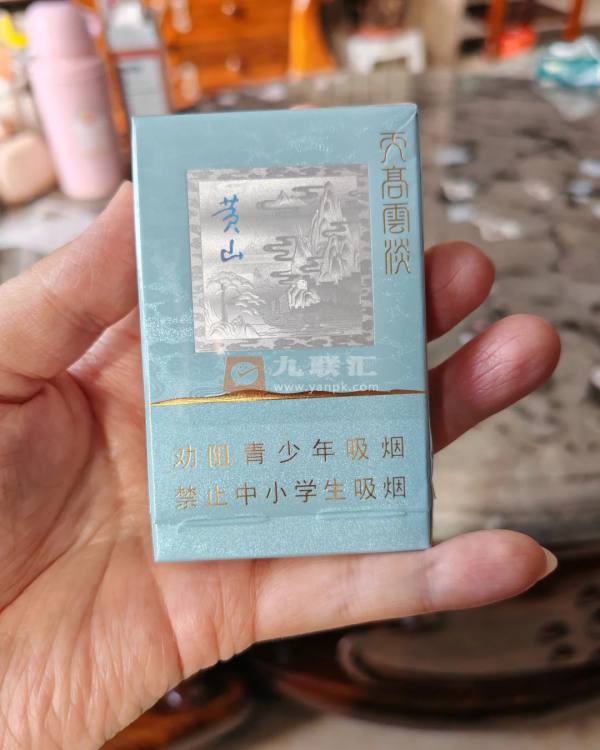 天高雲淡
黄山
九联汇
www.yanpk.com
劝阻青少年吸烟
禁止中小学生吸烟